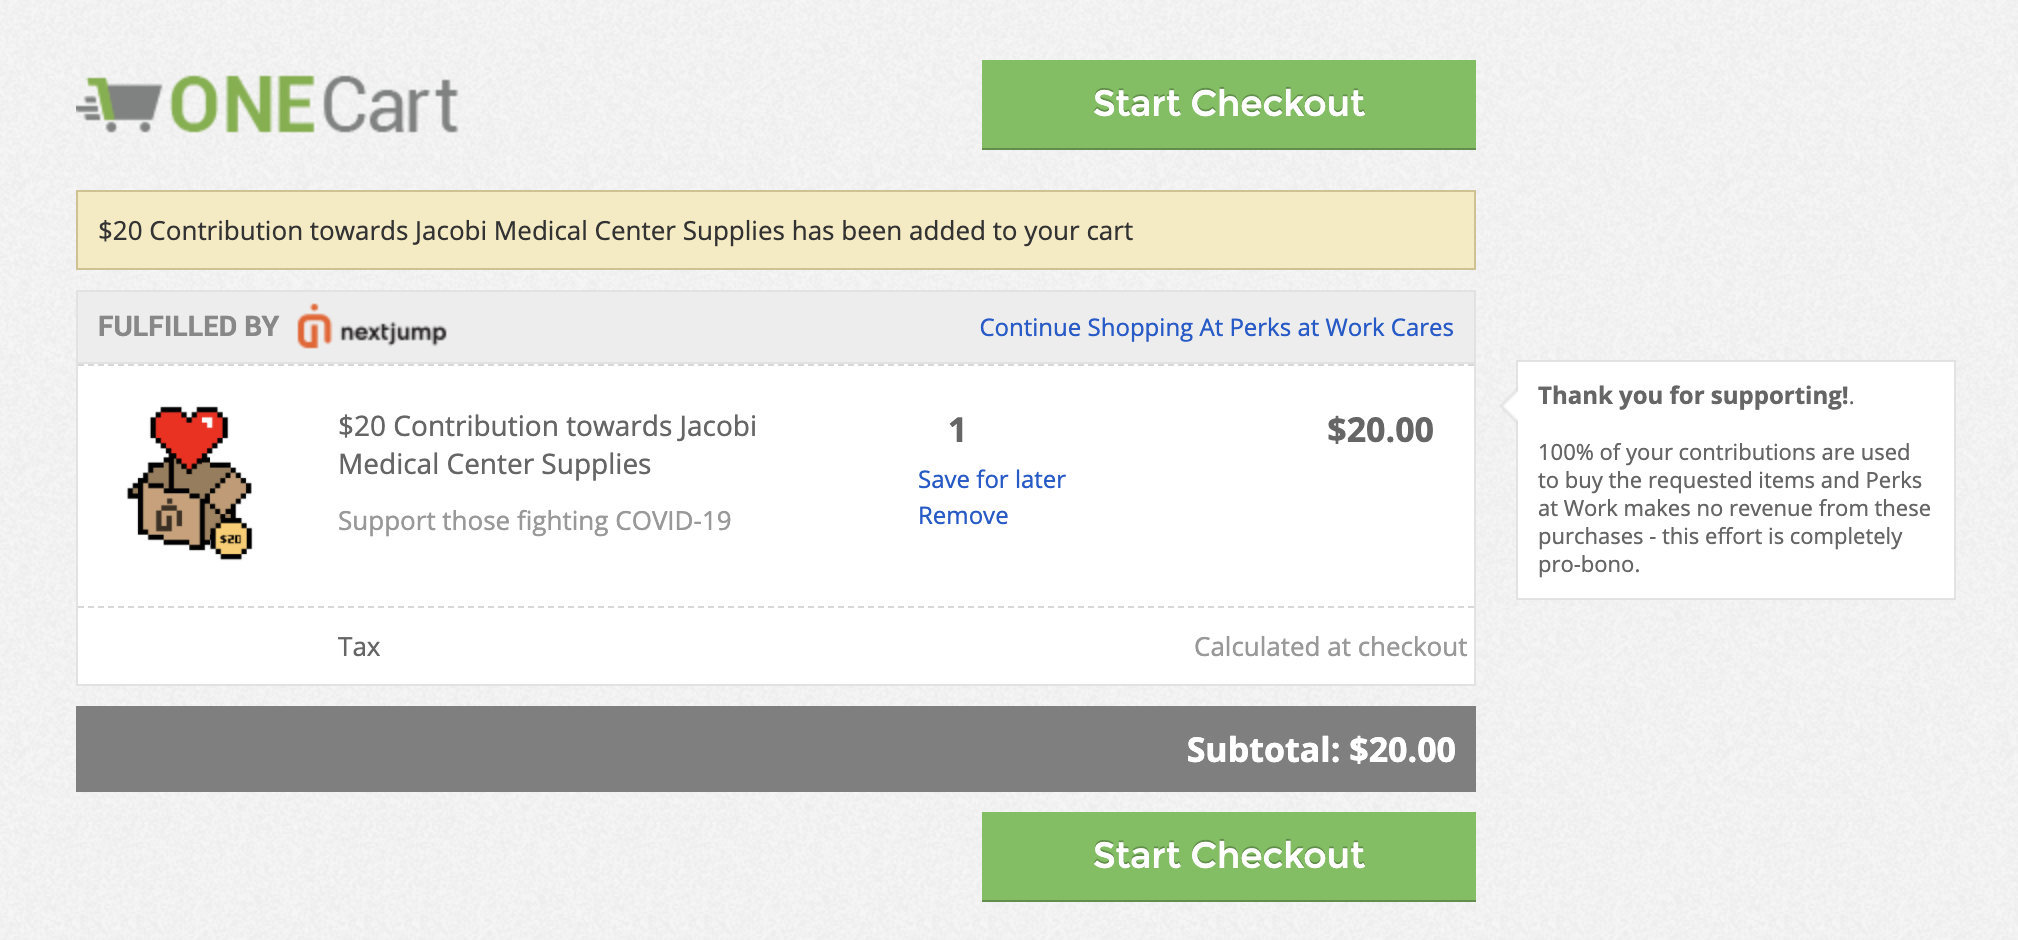 ONECart
Start Checkout
$20 Contribution towards Jacobi Medical Center Supplies has been added to your cart
FULFILLED BY nextjump
Continue Shopping At Perks at Work Cares
$20 Contribution towards Jacobi
Medical Center Supplies
Support those fighting COVID-19
$20
1
Save for later
Remove
$20.00
Tax
Calculated at checkout
Subtotal: $20.00
Start Checkout
Thank you for supporting!.
100% of your contributions are used
to buy the requested items and Perks
at Work makes no revenue from these
purchases - this effort is completely
pro-bono.